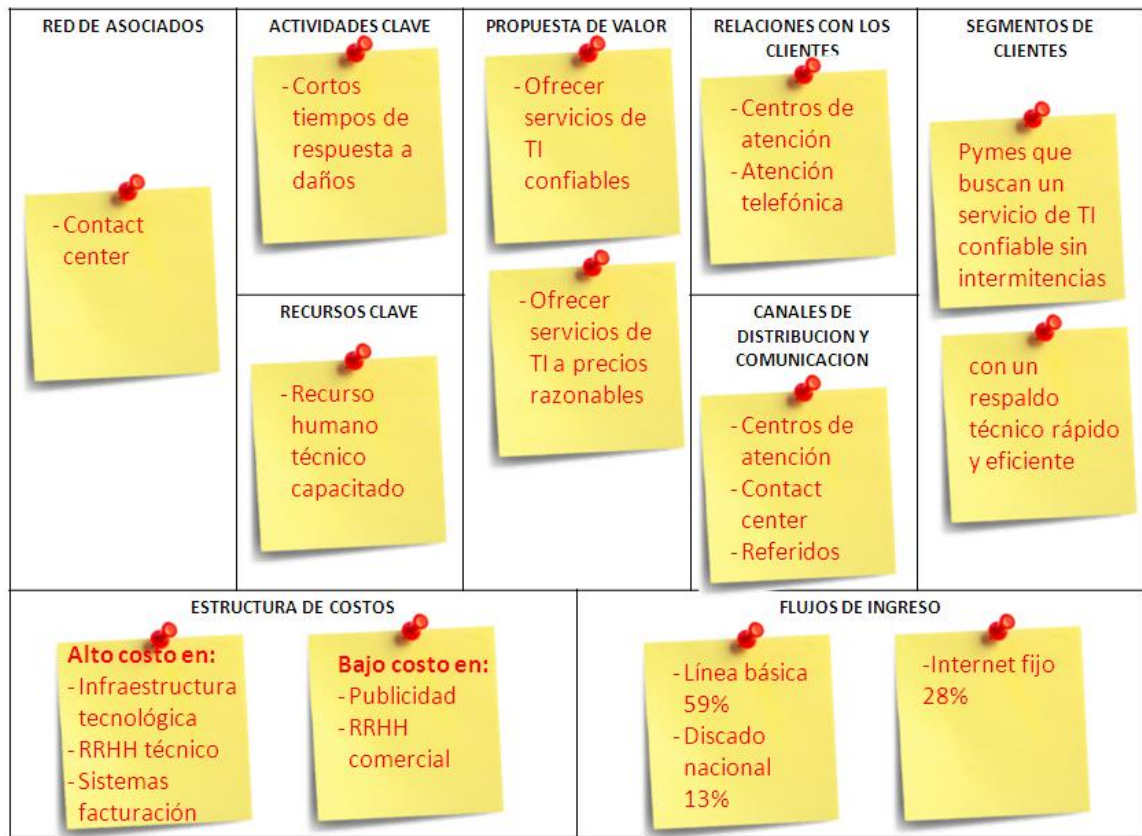 RED DE ASOCIADOS
- Contact
center
ACTIVIDADES CLAVE
- Cortos
tiempos de
respuesta a
daños
RECURSOS CLAVE
- Recurso
humano
técnico
capacitado
PROPUESTA DE VALOR
- Ofrecer
servicios de
TI
confiables
- Ofrecer
servicios de
TI a precios
razonables
RELACIONES CON LOS
CLIENTES
- Centros de
atención
- Atención
telefónica
CANALES DE
DISTRIBUCION Y
COMUNICACION
- Centros de
atención
- Contact
center
- Referidos
SEGMENTOS DE
CLIENTES
Pymes que
buscan un
servicio de TI
confiable sin
intermitencias
con un
respaldo
técnico rápido
y eficiente
ESTRUCTURA DE COSTOS
Alto costo en:
- Infraestructura
tecnológica
- RRHH técnico
- Sistemas
facturación
Bajo costo en:
- Publicidad
- RRHH
comercial
FLUJOS DE INGRESO
- Línea básica
59%
- Discado
nacional
13%
-Internet fijo
28%